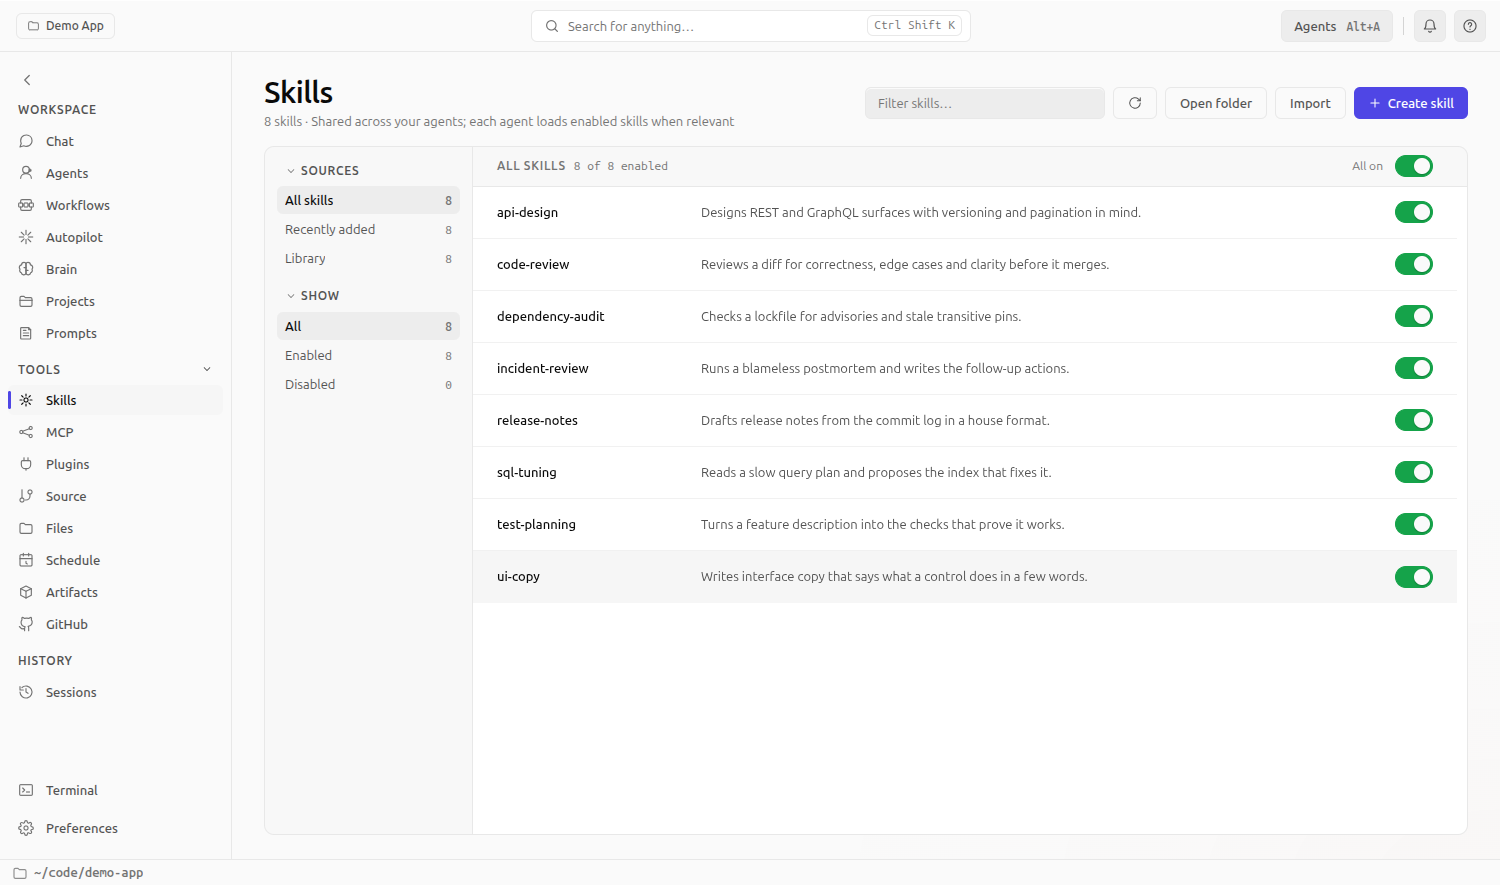 Demo App
Search for anything…
Ctrl Shift K
Agents Alt+A
WORKSPACE
Chat
Agents
Workflows
Autopilot
Brain
Projects
Prompts
TOOLS
Skills
MCP
Plugins
Source
Files
Schedule
Artifacts
GitHub
HISTORY
Sessions
Terminal
Preferences
Skills
8 skills · Shared across your agents; each agent loads enabled skills when relevant
Filter skills…
Open folder
Import
+ Create skill
SOURCES
All skills 8
Recently added 8
Library 8
SHOW
All 8
Enabled 8
Disabled 0
ALL SKILLS 8 of 8 enabled
All on
api-design Designs REST and GraphQL surfaces with versioning and pagination in mind.
code-review Reviews a diff for correctness, edge cases and clarity before it merges.
dependency-audit Checks a lockfile for advisories and stale transitive pins.
incident-review Runs a blameless postmortem and writes the follow-up actions.
release-notes Drafts release notes from the commit log in a house format.
sql-tuning Reads a slow query plan and proposes the index that fixes it.
test-planning Turns a feature description into the checks that prove it works.
ui-copy Writes interface copy that says what a control does in a few words.
~/code/demo-app